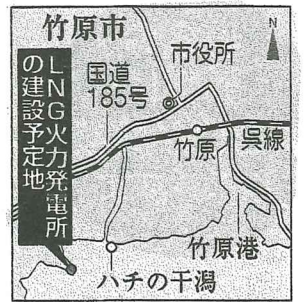 竹原市
N
市役所
国道
185号
竹原
呉線
LNG火力発電所
の建設予定地
竹原港
ハチの干潟